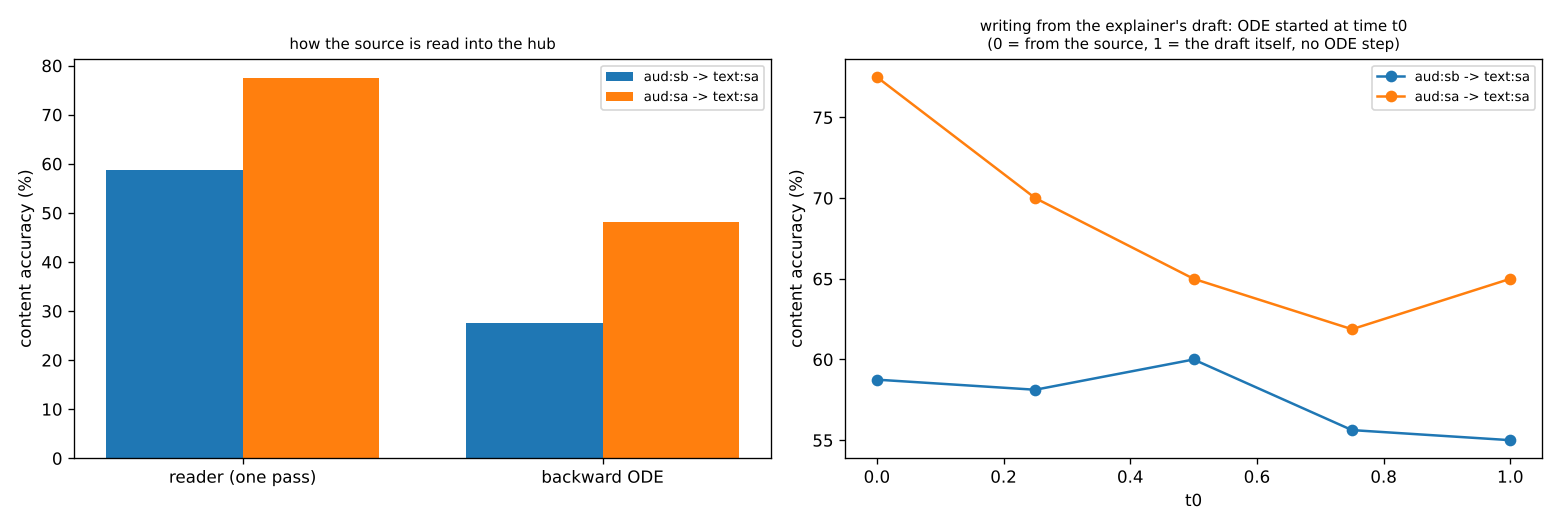 how the source is read into the hub
content accuracy (%)
80
70
60
50
40
30
20
10
0
aud:sb -> text:sa
aud:sa -> text:sa
reader (one pass)
backward ODE
writing from the explainer's draft: ODE started at time t0
(0 = from the source, 1 = the draft itself, no ODE step)
content accuracy (%)
75
70
65
60
55
aud:sb -> text:sa
aud:sa -> text:sa
0.0
0.2
0.4
0.6
0.8
1.0
t0